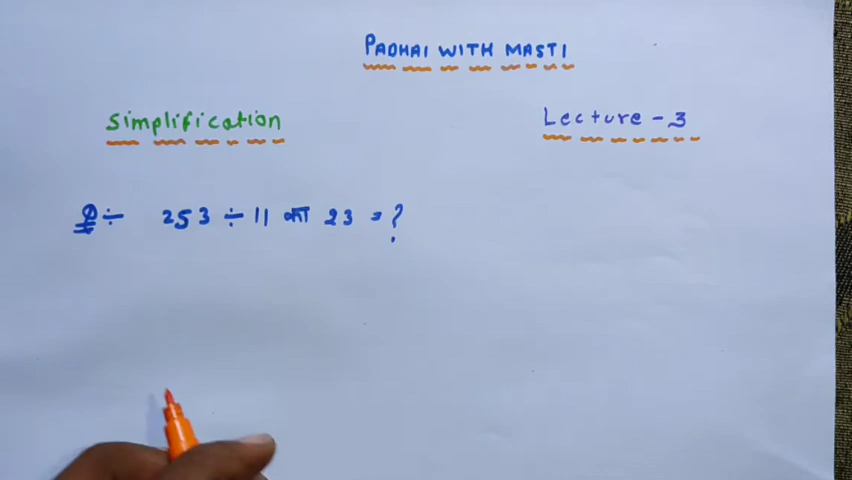 PADHAI WITH MASTI
Simplification
Lecture - 3
Q÷ 253 ÷ 11 का 23 = ?